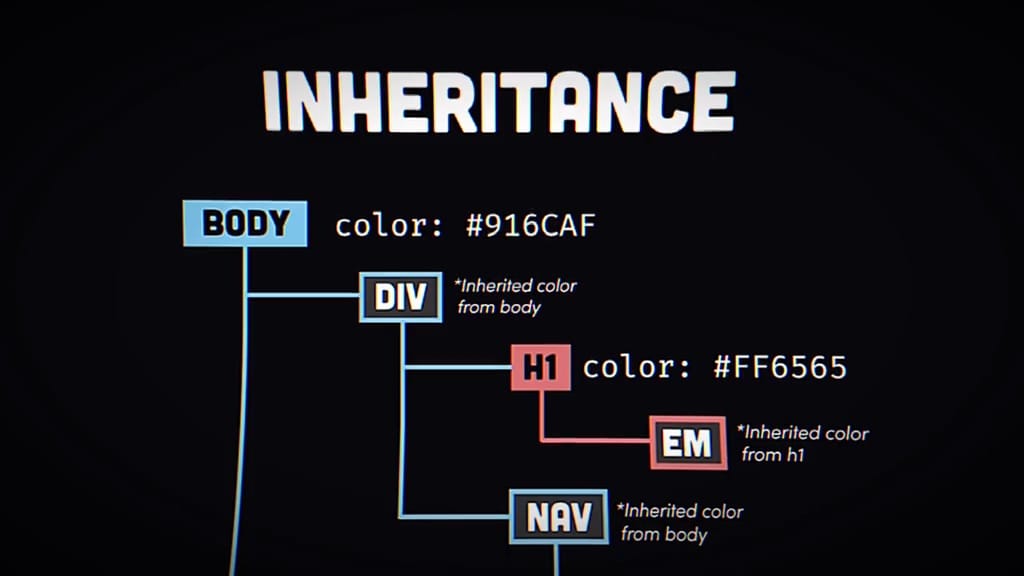 INHERITANCE
BODY color: #916CAF
DIV *Inherited color
from body
H1 color: #FF6565
EM *Inherited color
from h1
NAV *Inherited color
from body